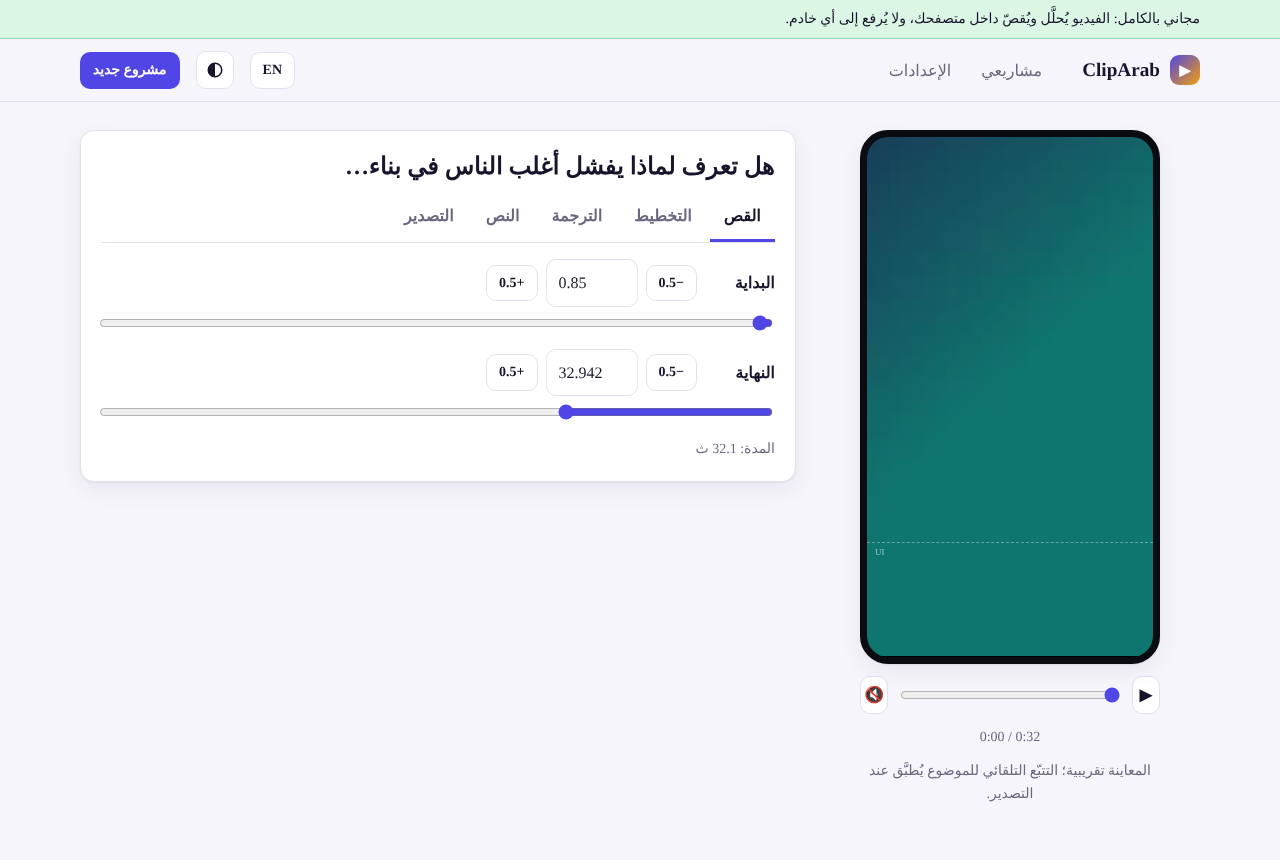 مجاني بالكامل: الفيديو يُحلَّل ويُقصّ داخل متصفحك، ولا يُرفع إلى أي خادم.
ClipArab
مشاريعي
الإعدادات
EN
مشروع جديد
هل تعرف لماذا يفشل أغلب الناس في بناء…
القص
التخطيط
الترجمة
النص
التصدير
البداية
−0.5
0.85
+0.5
النهاية
−0.5
32.942
+0.5
المدة: 32.1 ث
UI
0:00 / 0:32
المعاينة تقريبية؛ التتبّع التلقائي للموضوع يُطبَّق عند
التصدير.